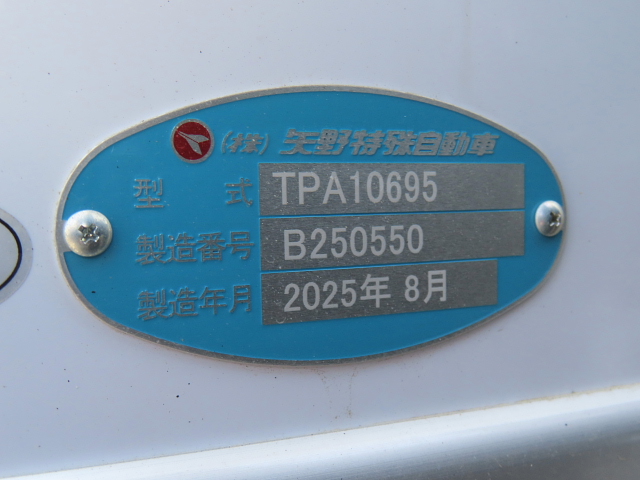 (株)矢野特殊自動車
型式 TPA10695
製造番号 B250550
製造年月 2025年 8月